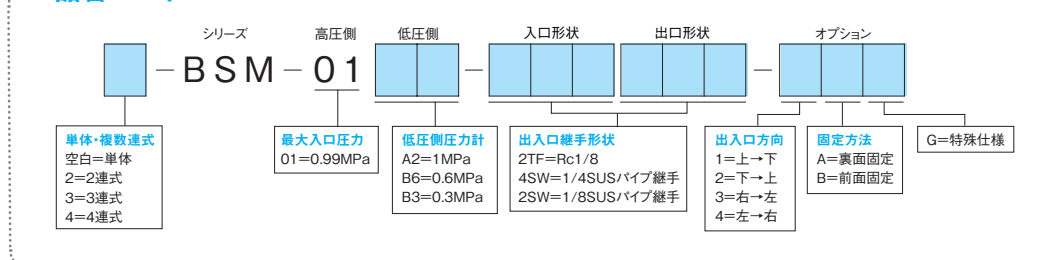 シリーズ 高圧側 低圧側 入口形状 出口形状 オプション
－BSM－01 － －
単体・複数連式
空白＝単体
2＝2連式
3＝3連式
4＝4連式
最大入口圧力
01＝0.99MPa
低圧側圧力計
A2＝1MPa
B6＝0.6MPa
B3＝0.3MPa
出入口継手形状
2TF＝Rc1/8
4SW＝1/4SUSパイプ継手
2SW＝1/8SUSパイプ継手
出入口方向
1＝上→下
2＝下→上
3＝右→左
4＝左→右
固定方法
A＝裏面固定
B＝前面固定
G＝特殊仕様